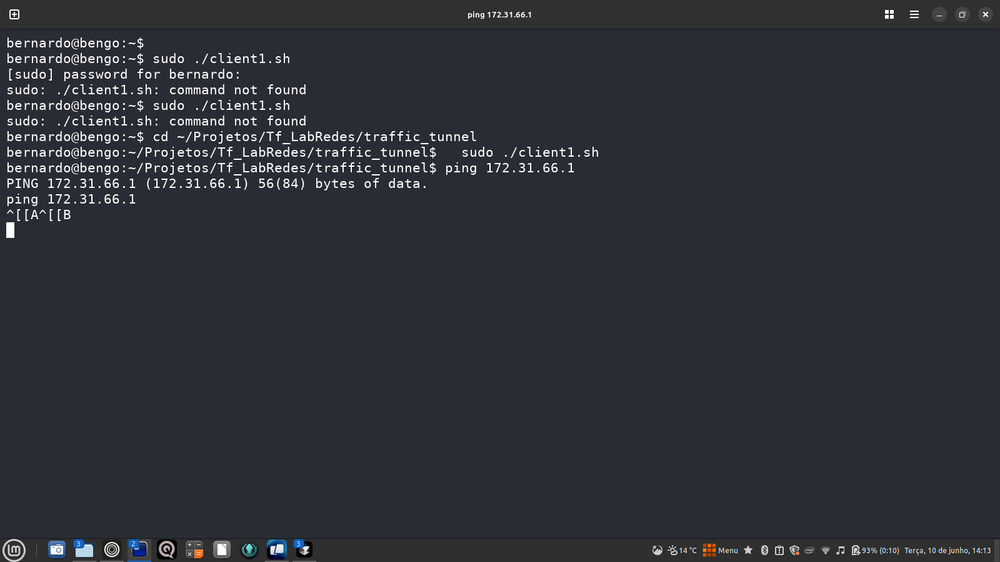 ping 172.31.66.1
bernardo@bengo:~$
bernardo@bengo:~$ sudo ./client1.sh
[sudo] password for bernardo:
sudo: ./client1.sh: command not found
bernardo@bengo:~$ sudo ./client1.sh
sudo: ./client1.sh: command not found
bernardo@bengo:~$ cd ~/Projetos/Tf_LabRedes/traffic_tunnel
bernardo@bengo:~/Projetos/Tf_LabRedes/traffic_tunnel$   sudo ./client1.sh
bernardo@bengo:~/Projetos/Tf_LabRedes/traffic_tunnel$ ping 172.31.66.1
PING 172.31.66.1 (172.31.66.1) 56(84) bytes of data.
ping 172.31.66.1
^[[A^[[B
3 2 3 14 °C Menu 93% (0:10) Terça, 10 de junho, 14:13